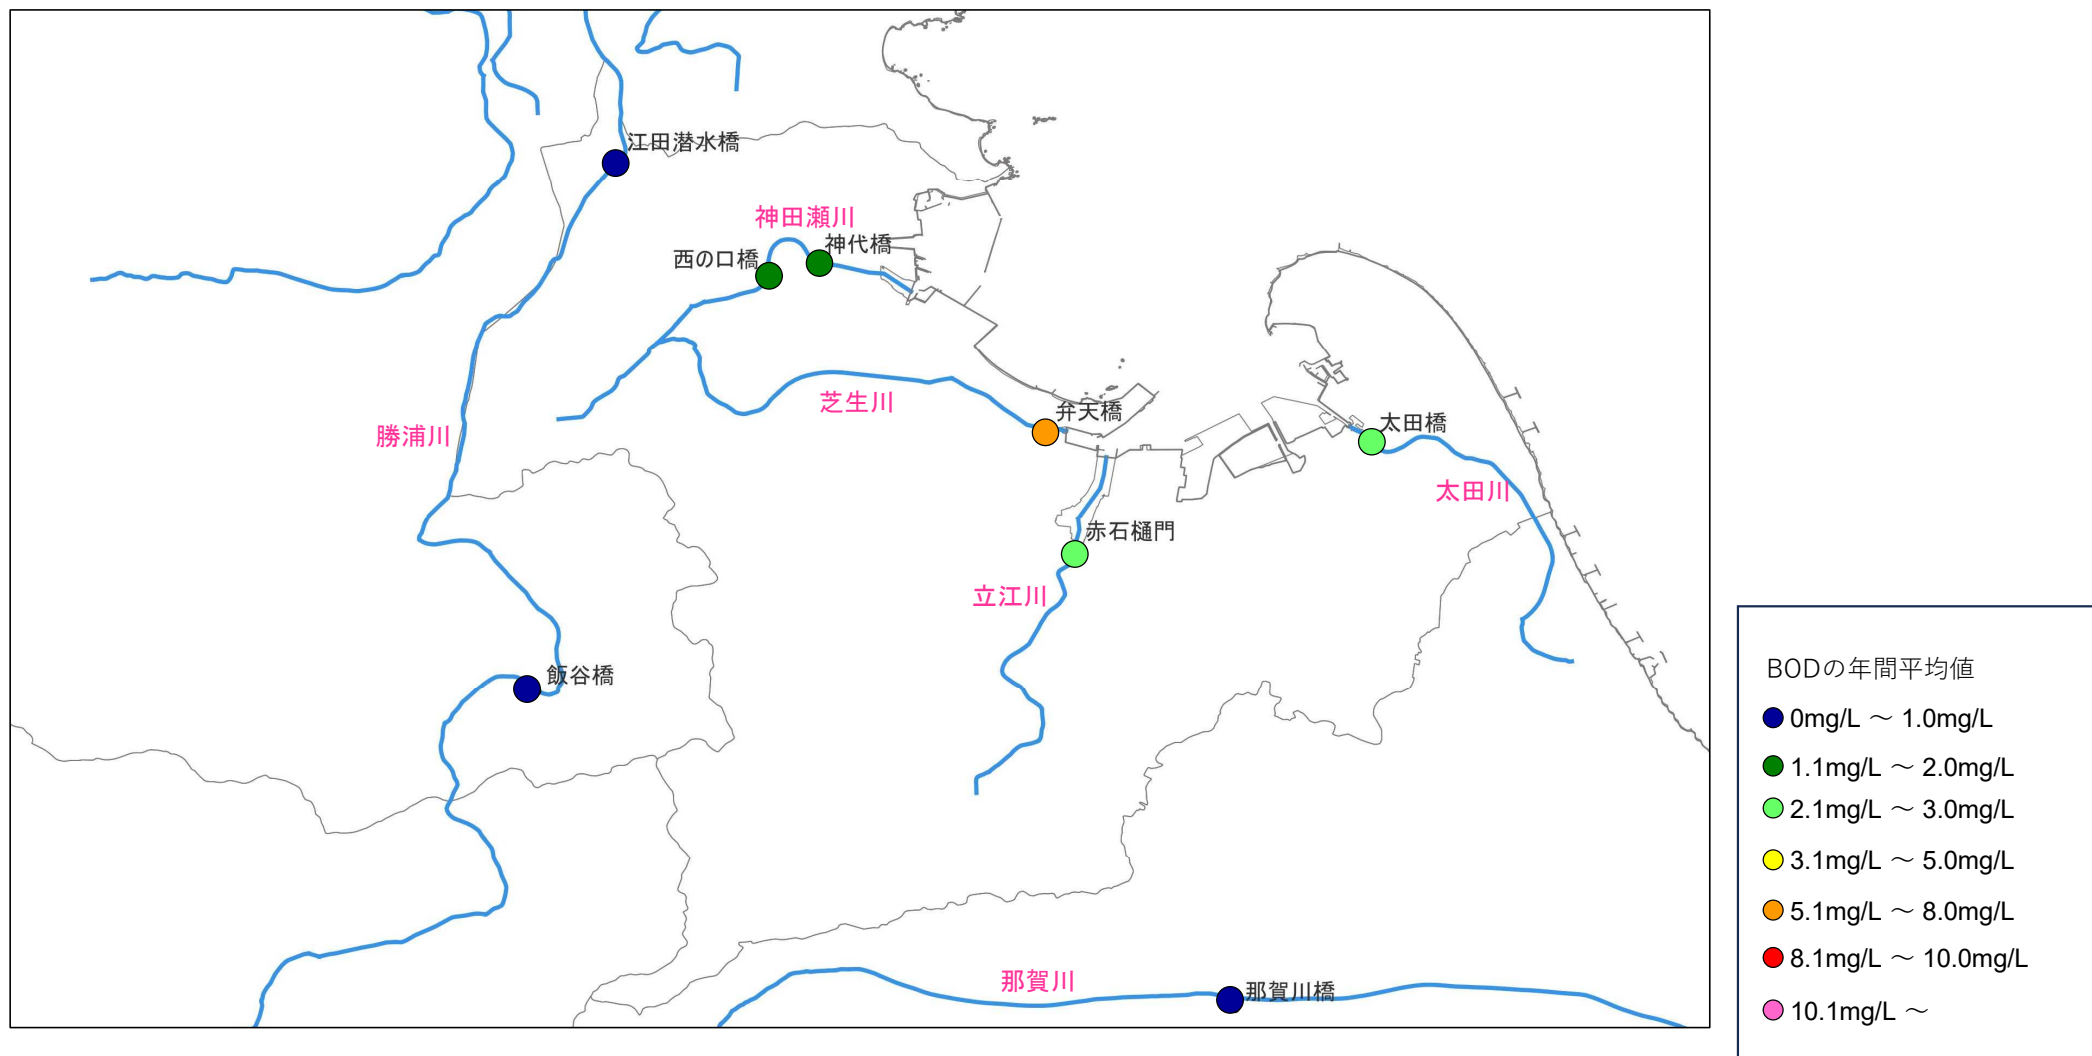 江田潜水橋
神田瀬川
神代橋
西の口橋
芝生川
弁天橋
太田橋
勝浦川
太田川
赤石樋門
立江川
飯谷橋
那賀川
那賀川橋
BODの年間平均値
0mg/L ～ 1.0mg/L
1.1mg/L ～ 2.0mg/L
2.1mg/L ～ 3.0mg/L
3.1mg/L ～ 5.0mg/L
5.1mg/L ～ 8.0mg/L
8.1mg/L ～ 10.0mg/L
10.1mg/L ～